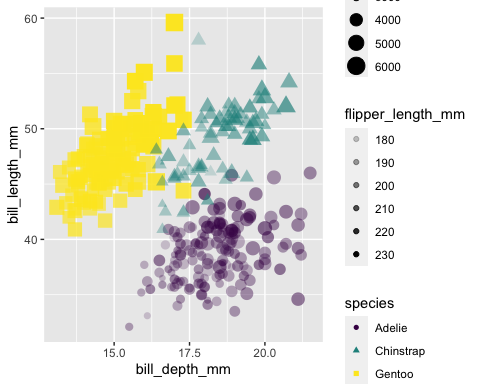 60
50
40
bill_length_mm
15.0 17.5 20.0
bill_depth_mm
4000
5000
6000
flipper_length_mm
180
190
200
210
220
230
species
Adelie
Chinstrap
Gentoo